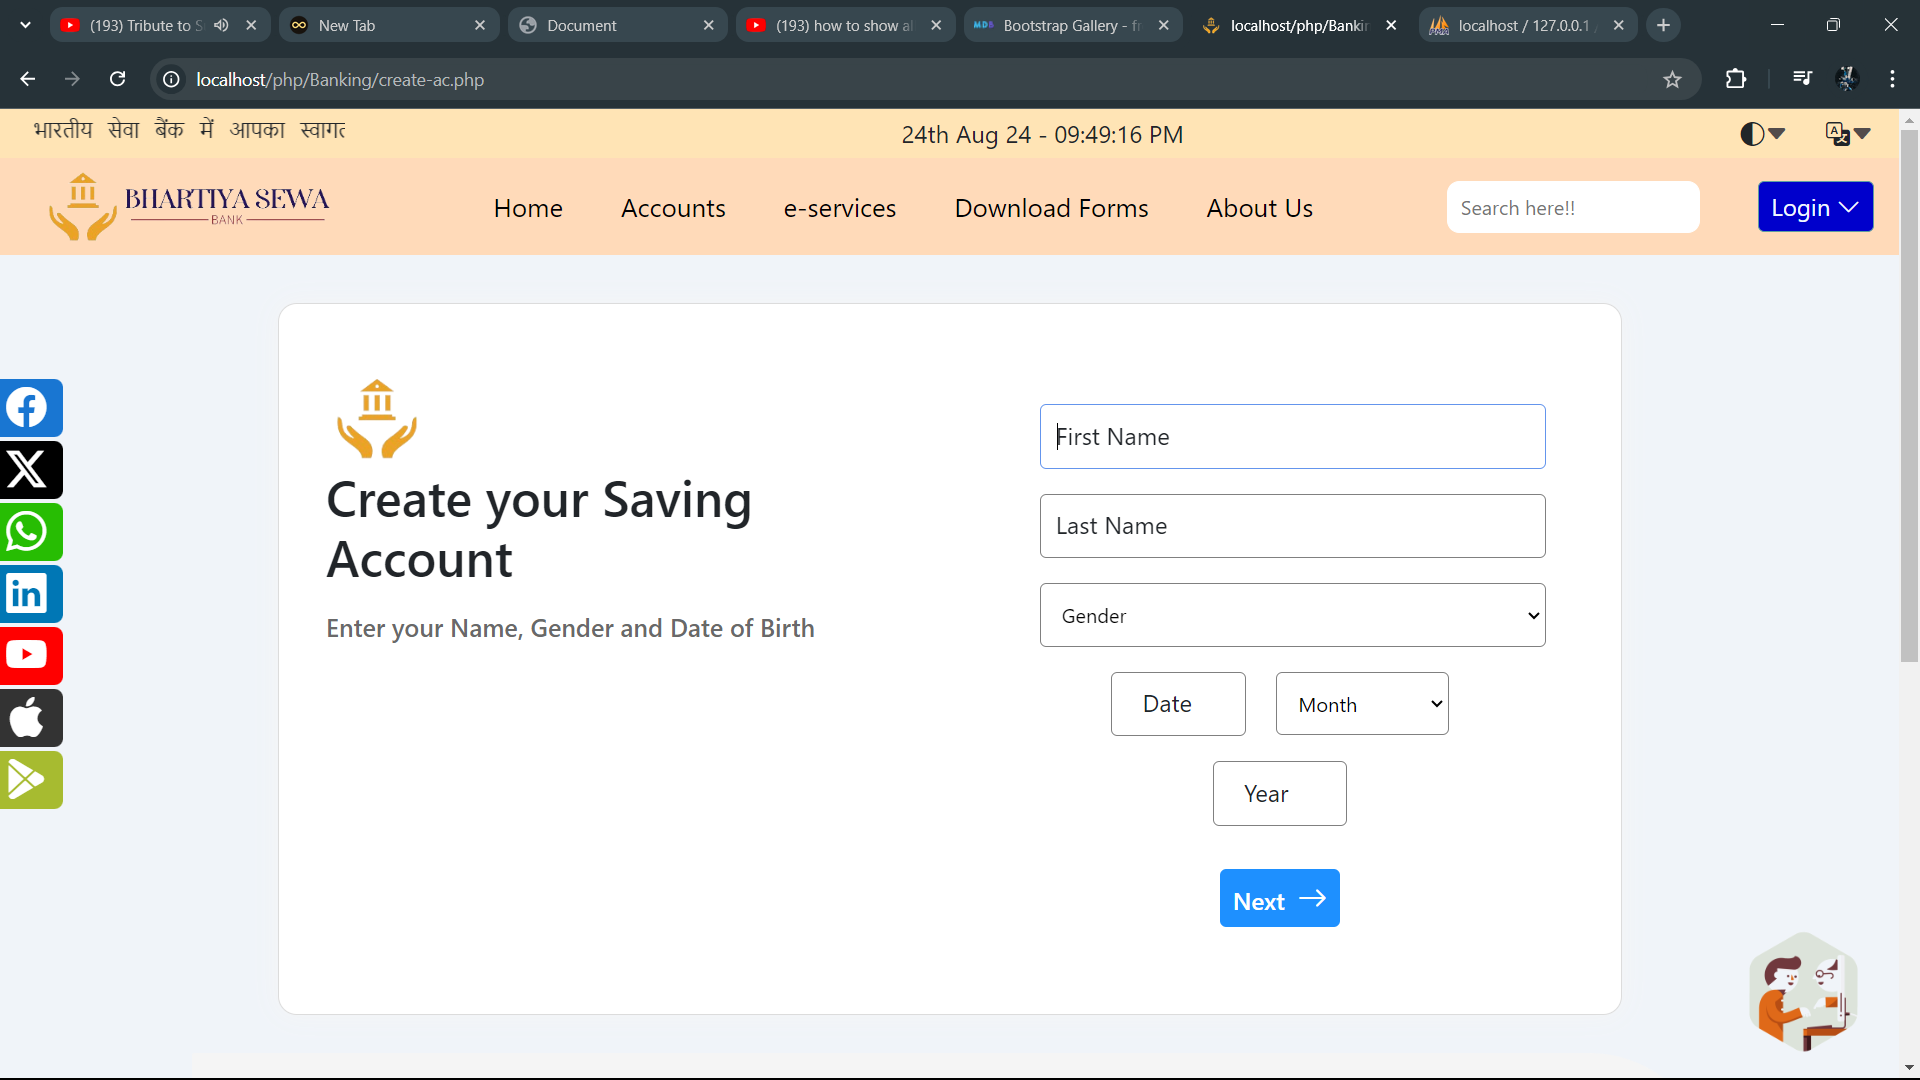 (193) Tribute to S
New Tab
Document
(193) how to show al
MDB Bootstrap Gallery - fr
localhost/php/Bankin
localhost / 127.0.0.1 /
localhost/php/Banking/create-ac.php
भारतीय सेवा बैंक में आपका स्वागत
24th Aug 24 - 09:49:16 PM
BHARTIYA SEWA
BANK
Home
Accounts
e-services
Download Forms
About Us
Search here!!
Login
Create your Saving
Account
Enter your Name, Gender and Date of Birth
First Name
Last Name
Gender
Date
Month
Year
Next